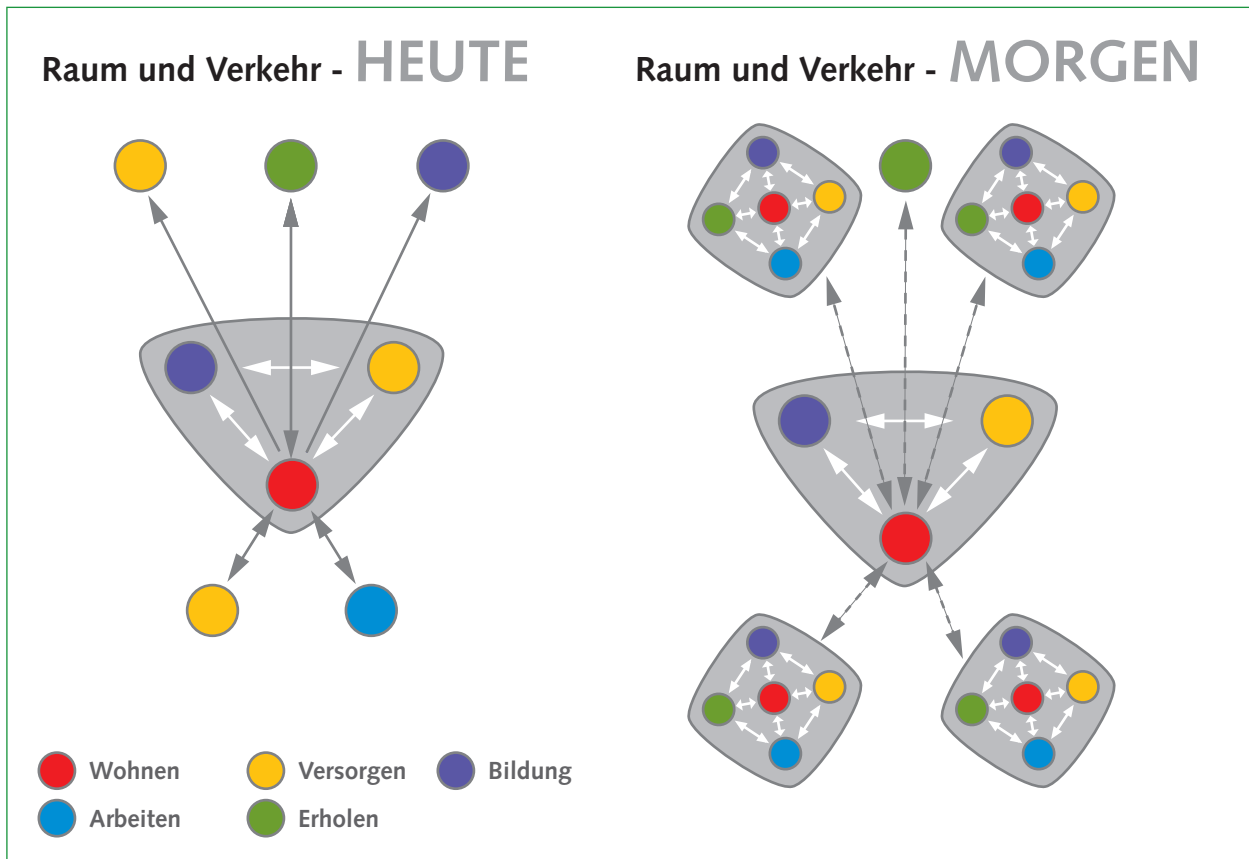 Raum und Verkehr - HEUTE
Raum und Verkehr - MORGEN
Wohnen
Versorgen
Bildung
Arbeiten
Erholen